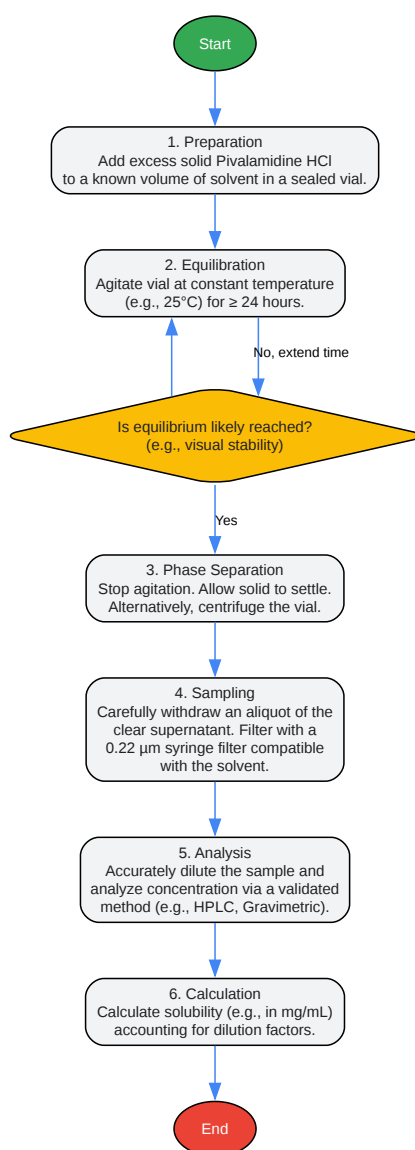 Start
1. Preparation
Add excess solid Pivalamidine HCl
to a known volume of solvent in a sealed vial.
2. Equilibration
Agitate vial at constant temperature
(e.g., 25°C) for ≥ 24 hours.
No, extend time
Is equilibrium likely reached?
(e.g., visual stability)
Yes
3. Phase Separation
Stop agitation. Allow solid to settle.
Alternatively, centrifuge the vial.
4. Sampling
Carefully withdraw an aliquot of the
clear supernatant. Filter with a
0.22 µm syringe filter compatible
with the solvent.
5. Analysis
Accurately dilute the sample and
analyze concentration via a validated
method (e.g., HPLC, Gravimetric).
6. Calculation
Calculate solubility (e.g., in mg/mL)
accounting for dilution factors.
End